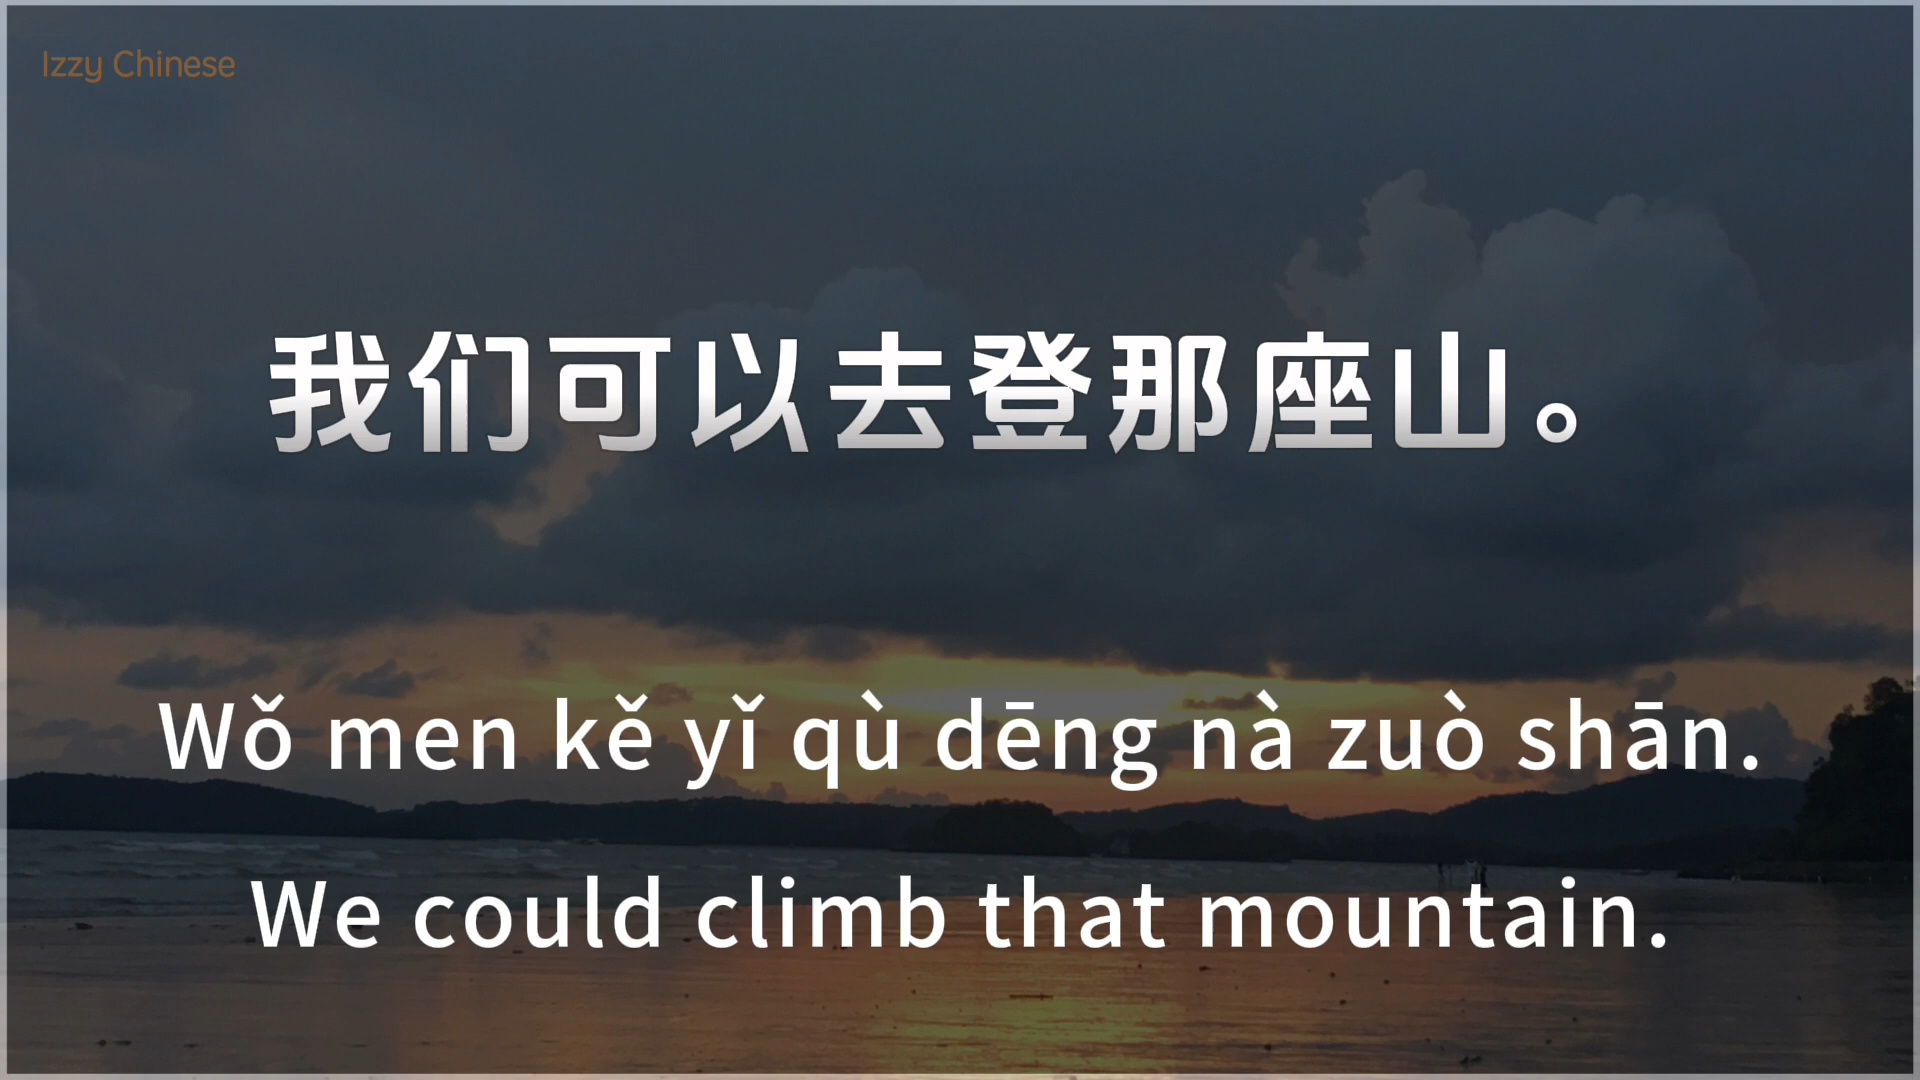 Izzy Chinese
我们可以去登那座山。
Wǒ men kě yǐ qù dēng nà zuò shān.
We could climb that mountain.